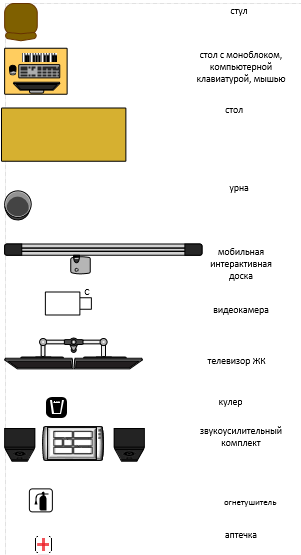 стул
стол с моноблоком,
компьютерной
клавиатурой, мышью
стол
урна
мобильная
интерактивная
доска
С
видеокамера
телевизор ЖК
кулер
звукоусилительный
комплект
огнетушитель
аптечка